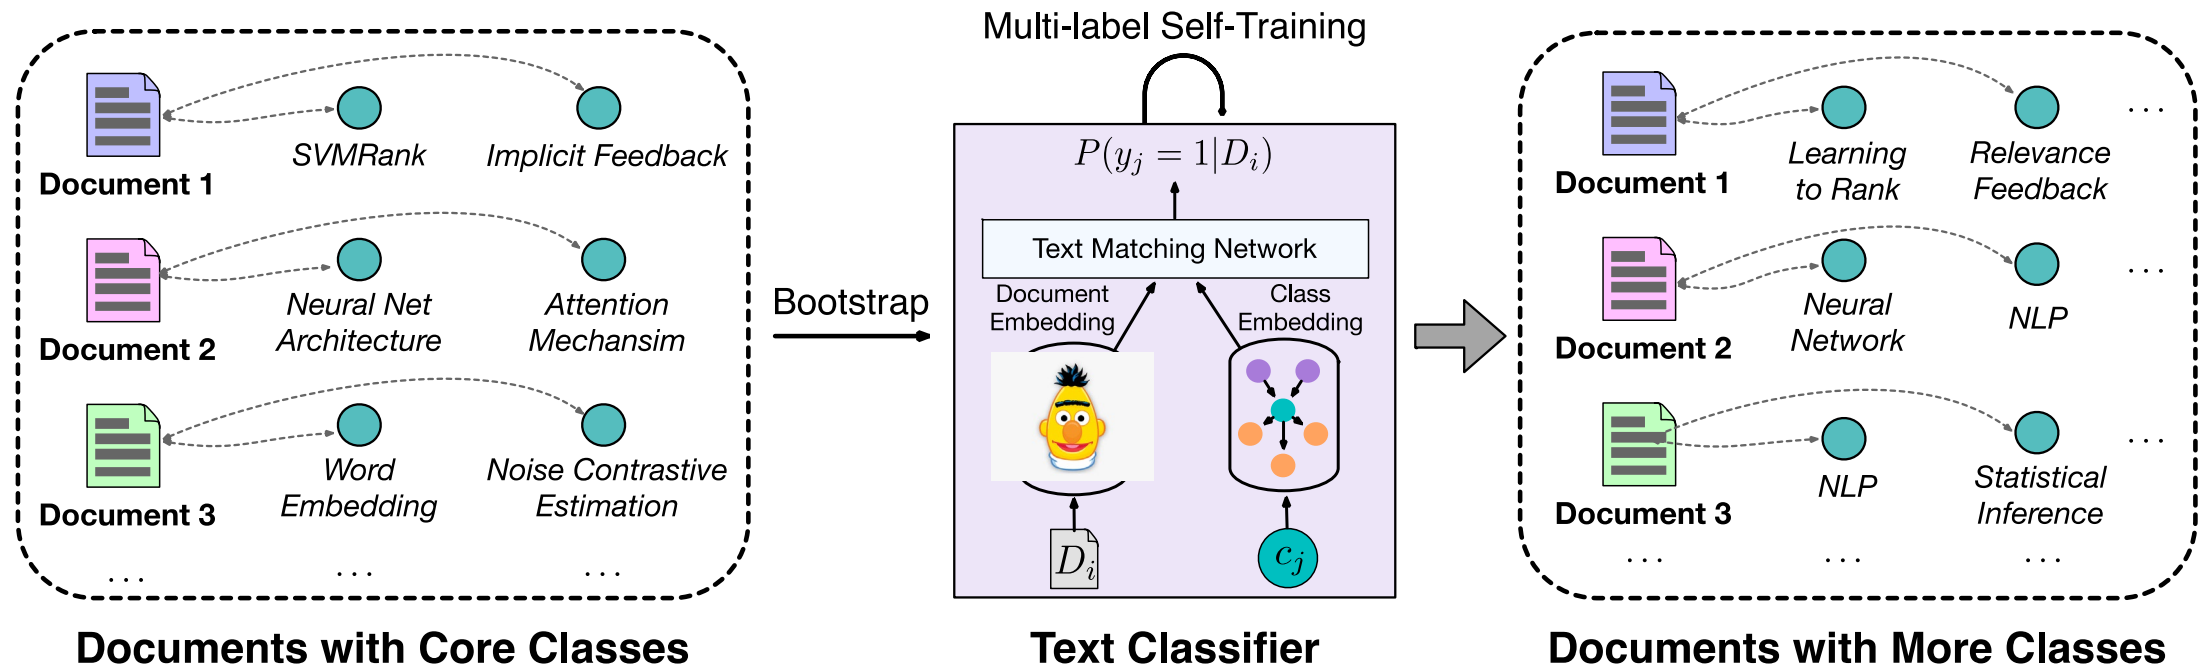 Multi-label Self-Training
SVMRank
Implicit Feedback
Document 1
Neural Net
Architecture
Attention
Mechansim
Document 2
Word
Embedding
Noise Contrastive
Estimation
Document 3
. . .
. . .
. . .
Documents with Core Classes
Bootstrap
P(y_j = 1|D_i)
Text Matching Network
Document
Embedding
Class
Embedding
D_i
c_j
Text Classifier
Learning
to Rank
Relevance
Feedback
. . .
Document 1
Neural
Network
NLP
. . .
Document 2
NLP
Statistical
Inference
. . .
Document 3
. . .
. . .
. . .
Documents with More Classes